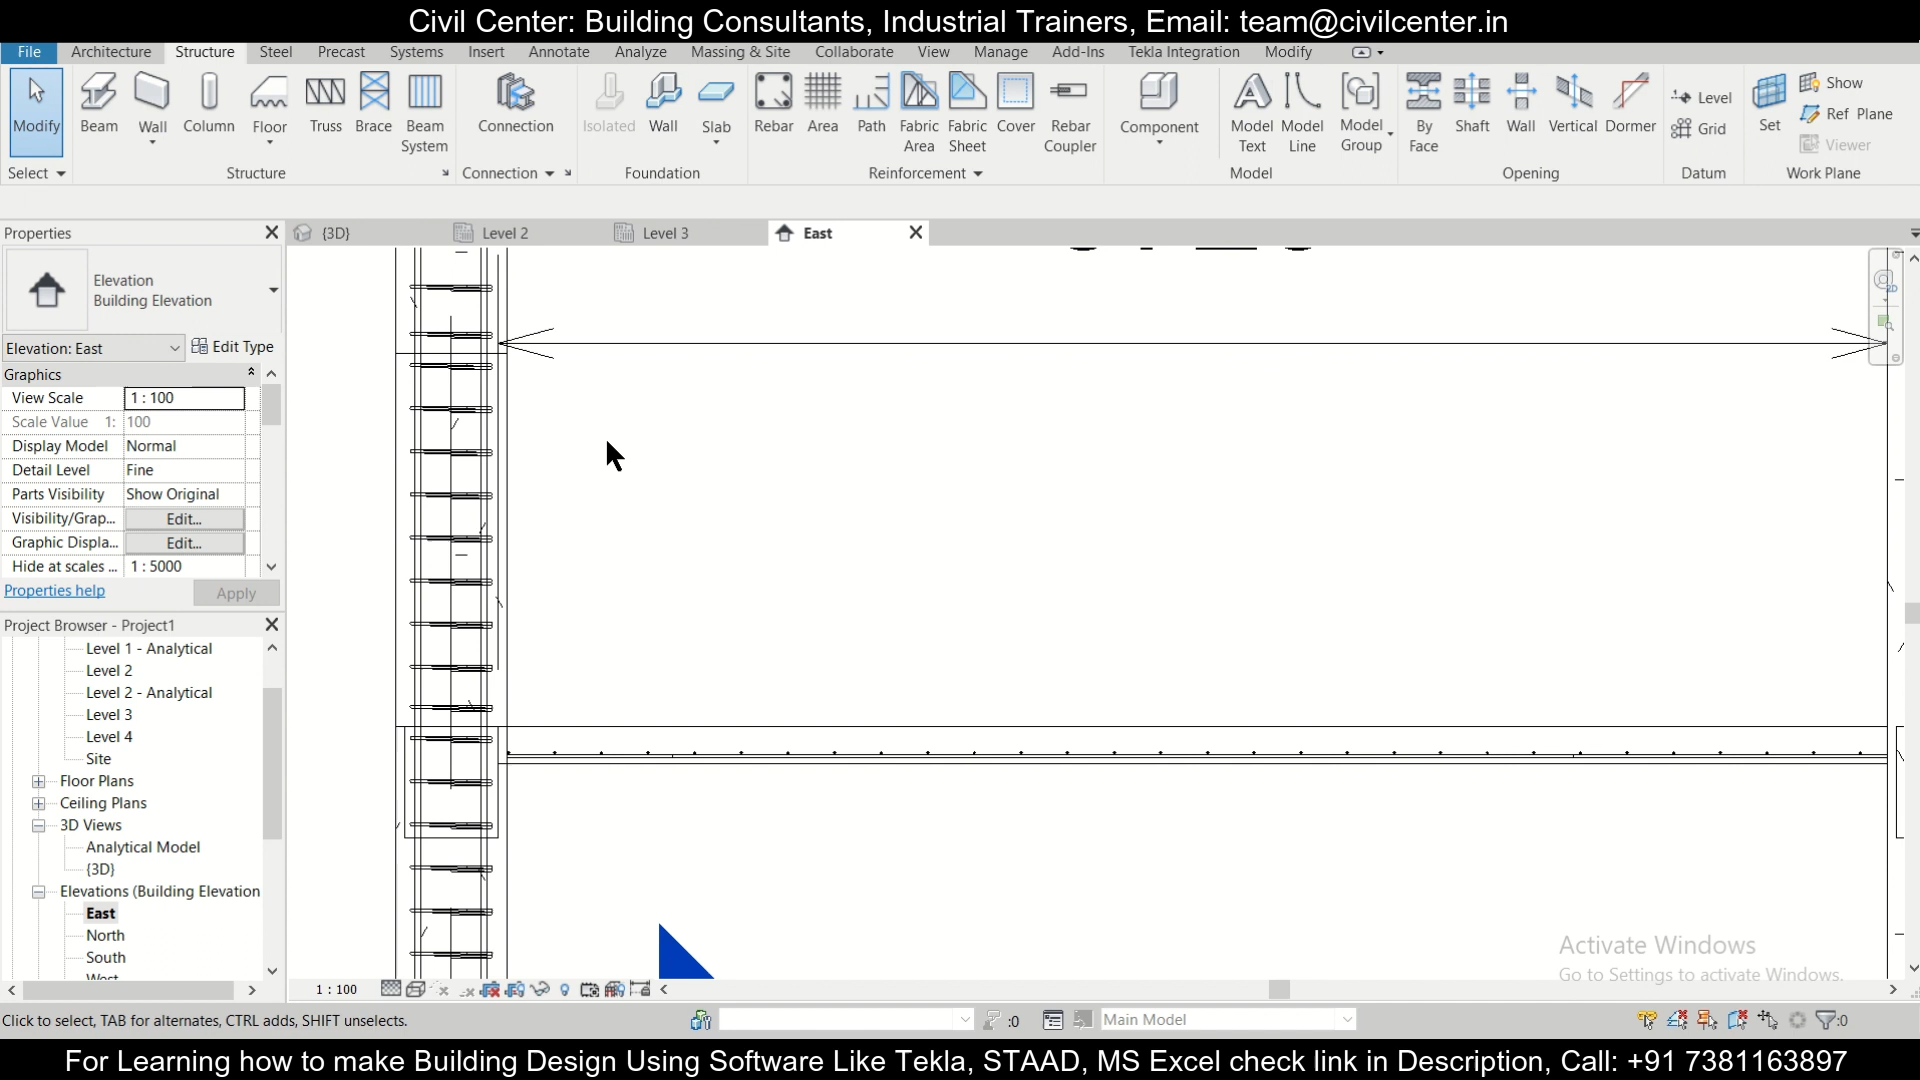 Civil Center: Building Consultants, Industrial Trainers, Email: team@civilcenter.in
File Architecture Structure Steel Precast Systems Insert Annotate Analyze Massing & Site Collaborate View Manage Add-Ins Tekla Integration Modify
Modify Beam Wall Column Floor Truss Brace Beam System Connection Isolated Wall Slab Rebar Area Path Fabric Area Fabric Sheet Cover Rebar Coupler Component Model Text Model Line Model Group By Face Shaft Wall Vertical Dormer Level Grid Set Show Ref Plane Viewer
Select Structure Connection Foundation Reinforcement Model Opening Datum Work Plane
Properties
{3D} Level 2 Level 3 East
Elevation
Building Elevation
Elevation: East Edit Type
Graphics
View Scale 1 : 100
Scale Value 1: 100
Display Model Normal
Detail Level Fine
Parts Visibility Show Original
Visibility/Grap... Edit...
Graphic Displa... Edit...
Hide at scales ... 1 : 5000
Properties help Apply
Project Browser - Project1
Level 1 - Analytical
Level 2
Level 2 - Analytical
Level 3
Level 4
Site
Floor Plans
Ceiling Plans
3D Views
Analytical Model
{3D}
Elevations (Building Elevation
East
North
South
West
Activate Windows
Go to Settings to activate Windows.
1 : 100
Click to select, TAB for alternates, CTRL adds, SHIFT unselects. :0 Main Model :0
For Learning how to make Building Design Using Software Like Tekla, STAAD, MS Excel check link in Description, Call: +91 7381163897